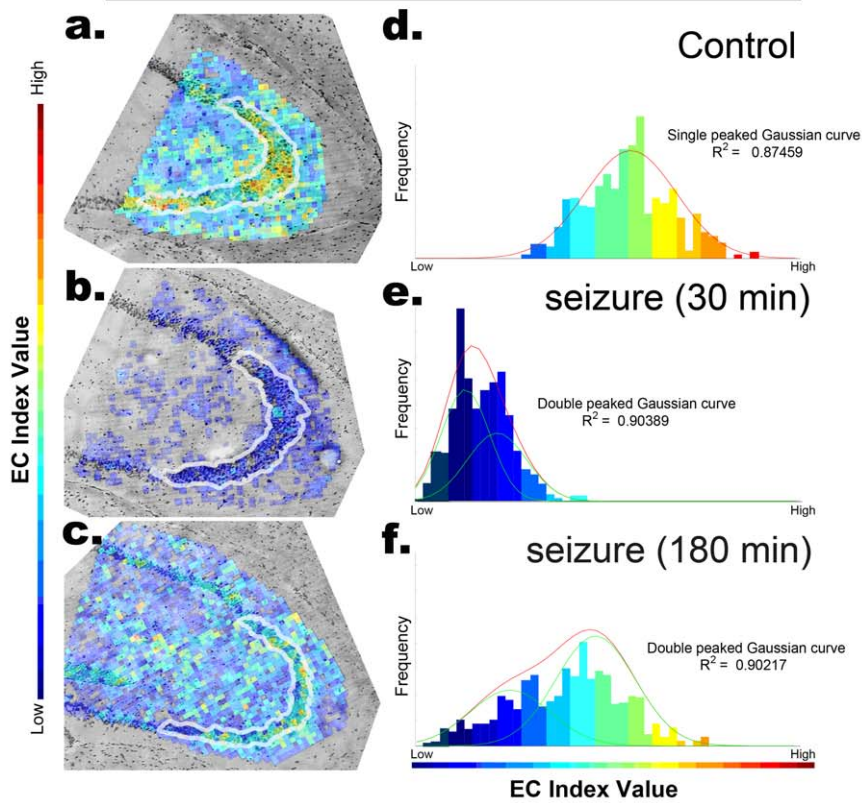 a.
High
EC Index Value
Low
b.
c.
d.
Control
Frequency
Single peaked Gaussian curve
R2 = 0.87459
Low
High
e.
seizure (30 min)
Frequency
Double peaked Gaussian curve
R2 = 0.90389
Low
High
f.
seizure (180 min)
Frequency
Double peaked Gaussian curve
R2 = 0.90217
Low
High
EC Index Value